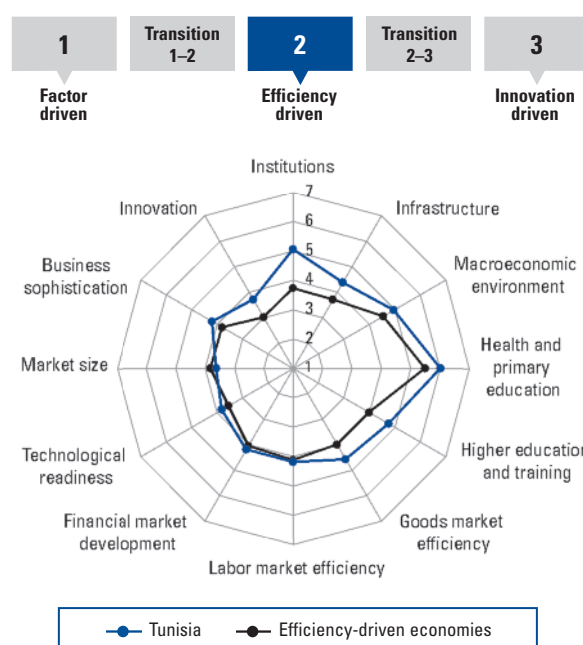 1
Transition
1–2
2
Transition
2–3
3
Factor
driven
Efficiency
driven
Innovation
driven
Institutions
7
Innovation
Infrastructure
6
5
Business
sophistication
Macroeconomic
environment
4
3
2
Market size
1
Health and
primary
education
Technological
readiness
Higher education
and training
Financial market
development
Goods market
efficiency
Labor market efficiency
Tunisia
Efficiency-driven economies